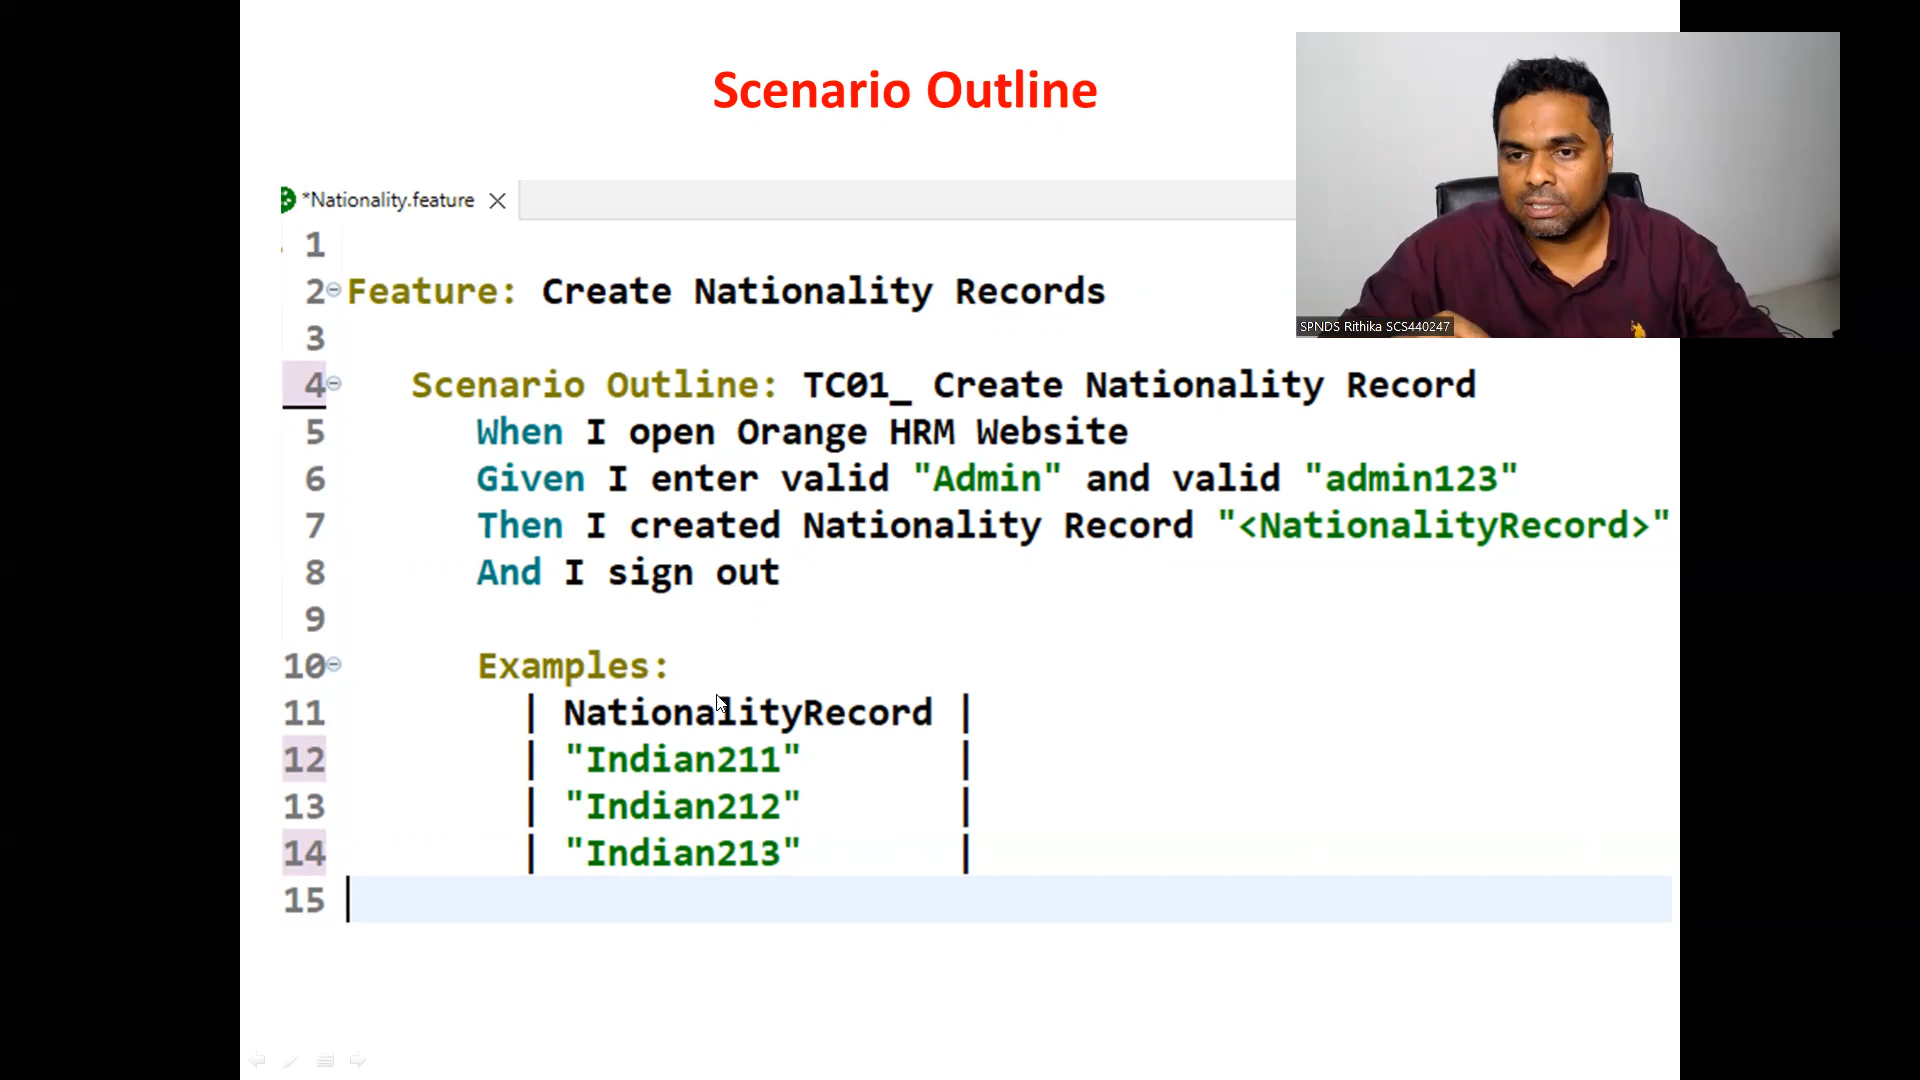 Scenario Outline
*Nationality.feature
SPNDS Rithika SCS440247
1
2 Feature: Create Nationality Records
3
4 Scenario Outline: TC01_ Create Nationality Record
5 When I open Orange HRM Website
6 Given I enter valid "Admin" and valid "admin123"
7 Then I created Nationality Record "<NationalityRecord>"
8 And I sign out
9
10 Examples:
11 | NationalityRecord |
12 | "Indian211" |
13 | "Indian212" |
14 | "Indian213" |
15